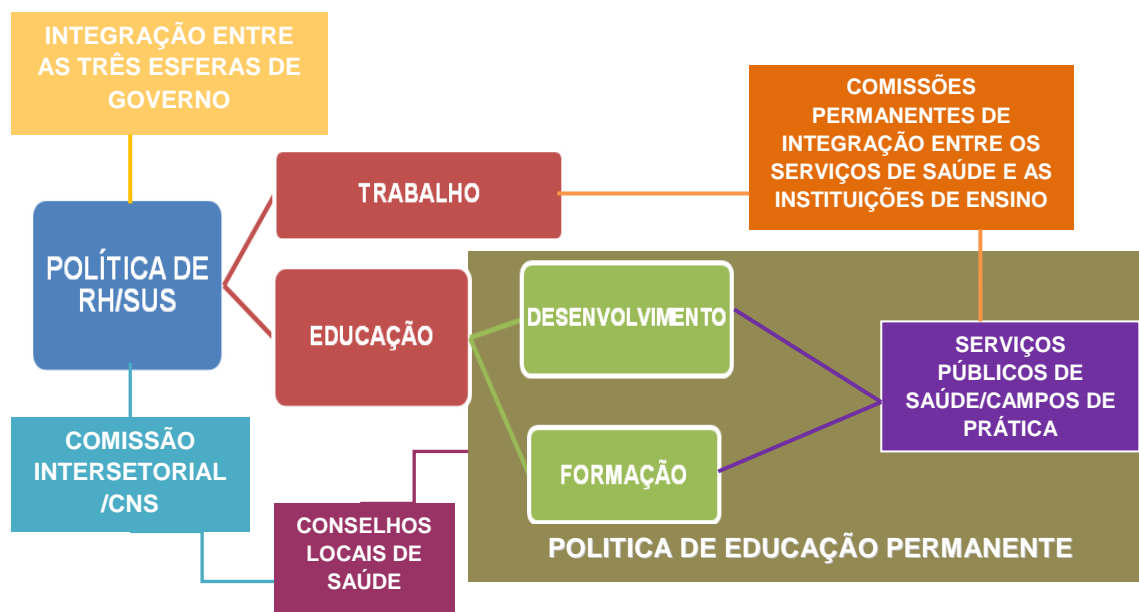 INTEGRAÇÃO ENTRE
AS TRÊS ESFERAS DE
GOVERNO
COMISSÕES
PERMANENTES DE
INTEGRAÇÃO ENTRE OS
SERVIÇOS DE SAÚDE E AS
INSTITUIÇÕES DE ENSINO
TRABALHO
POLÍTICA DE
RH/SUS
EDUCAÇÃO
DESENVOLVIMENTO
SERVIÇOS
PÚBLICOS DE
SAÚDE/CAMPOS DE
PRÁTICA
COMISSÃO
INTERSETORIAL
/CNS
FORMAÇÃO
CONSELHOS
LOCAIS DE
SAÚDE
POLITICA DE EDUCAÇÃO PERMANENTE